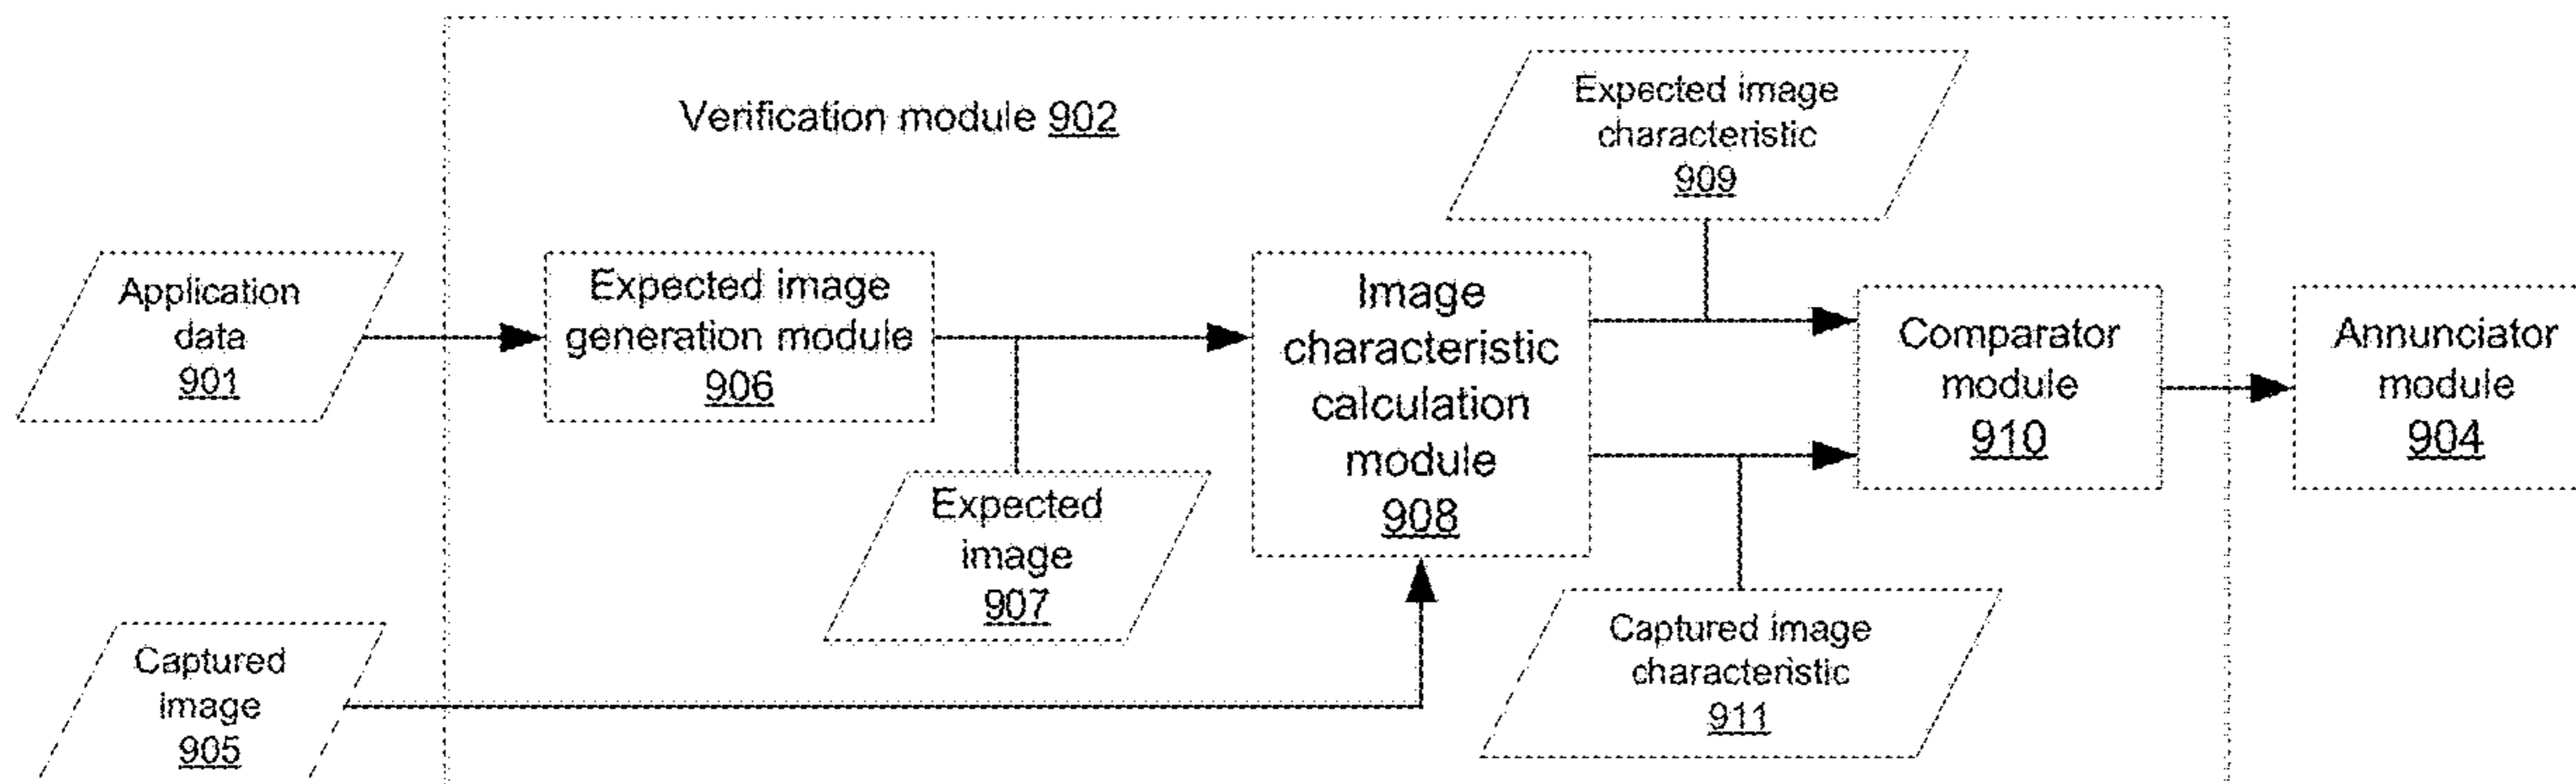 Verification module 902
Expected image
characteristic
909
Application
data
901
Expected image
generation module
906
Image
characteristic
calculation
module
908
Comparator
module
910
Annunciator
module
904
Expected
image
907
Captured
image
905
Captured image
characteristic
911